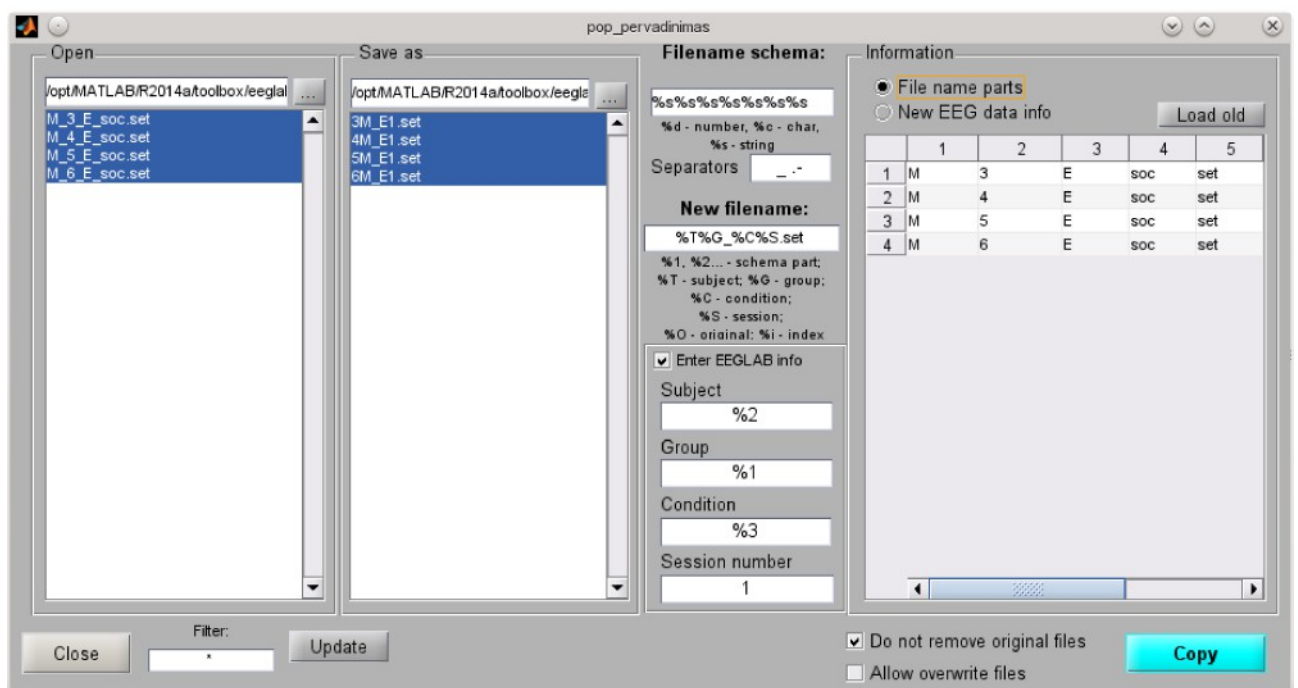 pop_pervadinimas
Open
/opt/MATLAB/R2014a/toolbox/eeglal
...
M_3_E_soc.set
M_4_E_soc.set
M_5_E_soc.set
M_6_E_soc.set
Save as
/opt/MATLAB/R2014a/toolbox/eegla
...
3M_E1.set
4M_E1.set
5M_E1.set
6M_E1.set
Filename schema:
%s%s%s%s%s%s%s
%d - number, %c - char,
%s - string
Separators _ .-
New filename:
%T%G_%C%S.set
%1, %2... - schema part;
%T - subject; %G - group;
%C - condition;
%S - session;
%O - original; %i - index
Enter EEGLAB info
Subject
%2
Group
%1
Condition
%3
Session number
1
Information
File name parts
New EEG data info
Load old
1 2 3 4 5
1 M 3 E soc set
2 M 4 E soc set
3 M 5 E soc set
4 M 6 E soc set
Close
Filter:
*
Update
Do not remove original files
Allow overwrite files
Copy